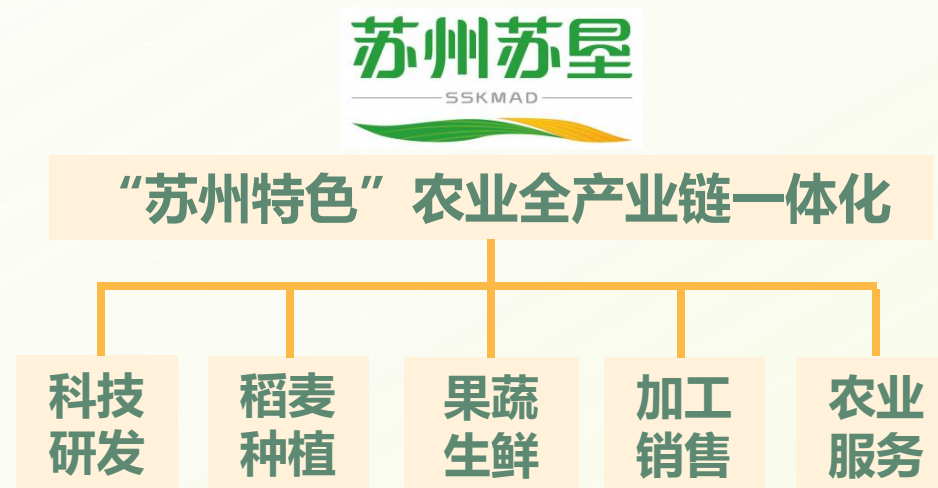 苏州苏垦
SSKMAD
“苏州特色”农业全产业链一体化
科技
研发
稻麦
种植
果蔬
生鲜
加工
销售
农业
服务